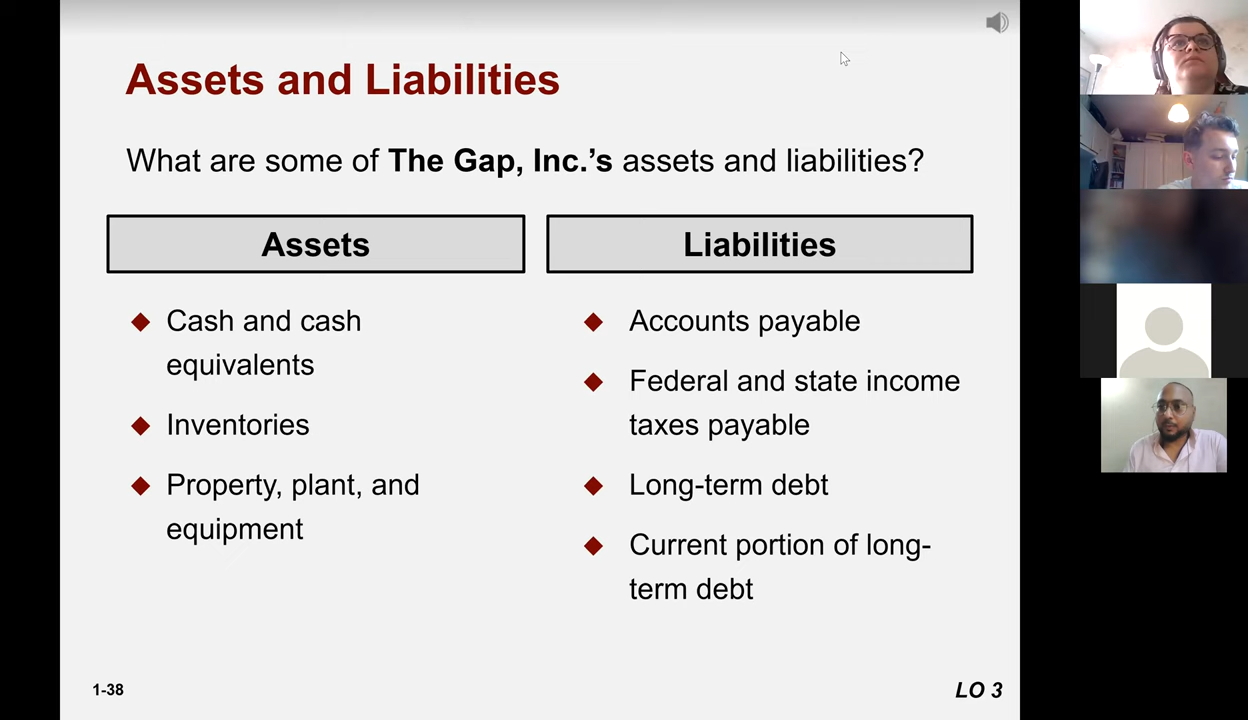 Assets and Liabilities
What are some of The Gap, Inc.’s assets and liabilities?
Assets
Cash and cash
equivalents
Inventories
Property, plant, and
equipment
Liabilities
Accounts payable
Federal and state income
taxes payable
Long-term debt
Current portion of long-
term debt
1-38
LO 3